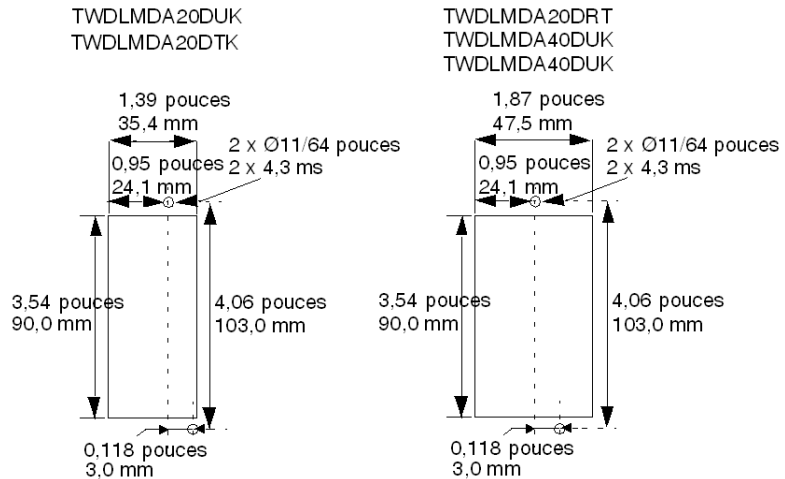 TWDLMDA20DUK
TWDLMDA20DTK
1,39 pouces
35,4 mm
2 x Ø11/64 pouces
2 x 4,3 ms
0,95 pouces
24,1 mm
3,54 pouces
90,0 mm
4,06 pouces
103,0 mm
0,118 pouces
3,0 mm
TWDLMDA20DRT
TWDLMDA40DUK
TWDLMDA40DUK
1,87 pouces
47,5 mm
2 x Ø11/64 pouces
2 x 4,3 ms
0,95 pouces
24,1 mm
3,54 pouces
90,0 mm
4,06 pouces
103,0 mm
0,118 pouces
3,0 mm